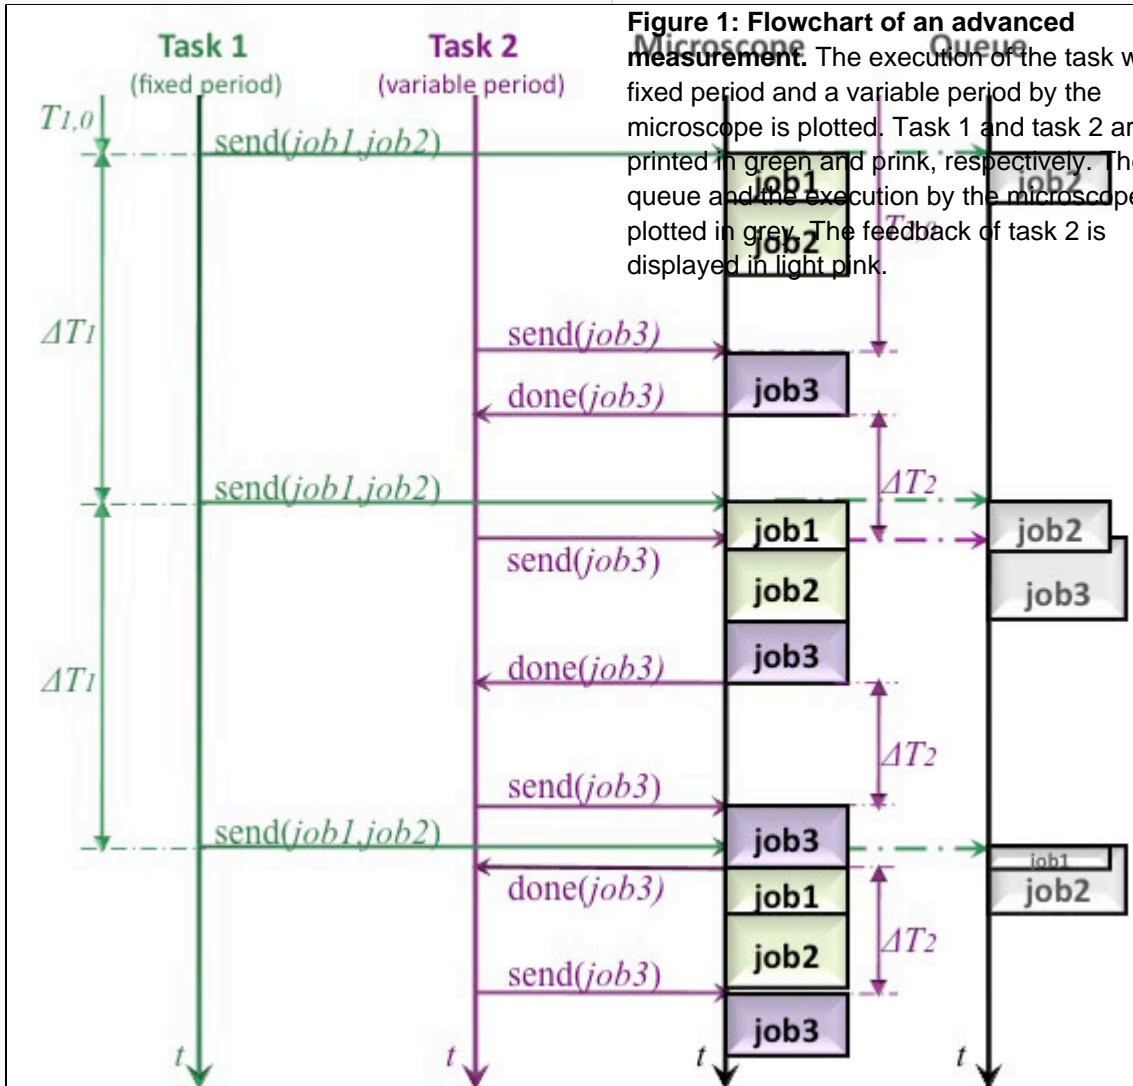 Figure 1: Flowchart of an advanced
measurement. The execution of the task w
fixed period and a variable period by the
microscope is plotted. Task 1 and task 2 ar
printed in green and prink, respectively. The
queue and the execution by the microscope
plotted in grey. The feedback of task 2 is
displayed in light pink.
Task 1
(fixed period)
Task 2
(variable period)
Microscope
Queue
T1,0
send(job1,job2)
job1
job2
job2
T2,0
ΔT1
send(job3)
job3
done(job3)
ΔT2
send(job1,job2)
job1
job2
send(job3)
job2
job3
ΔT1
done(job3)
job3
ΔT2
send(job3)
send(job1,job2)
job3
job1
done(job3)
job1
job2
ΔT2
job2
send(job3)
job3
t
t
t
t